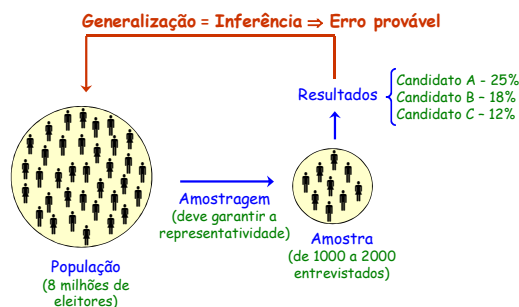 Generalização = Inferência ⇒ Erro provável
Resultados
Candidato A - 25%
Candidato B – 18%
Candidato C – 12%
Amostragem
(deve garantir a
representatividade)
Amostra
(de 1000 a 2000
entrevistados)
População
(8 milhões de
eleitores)